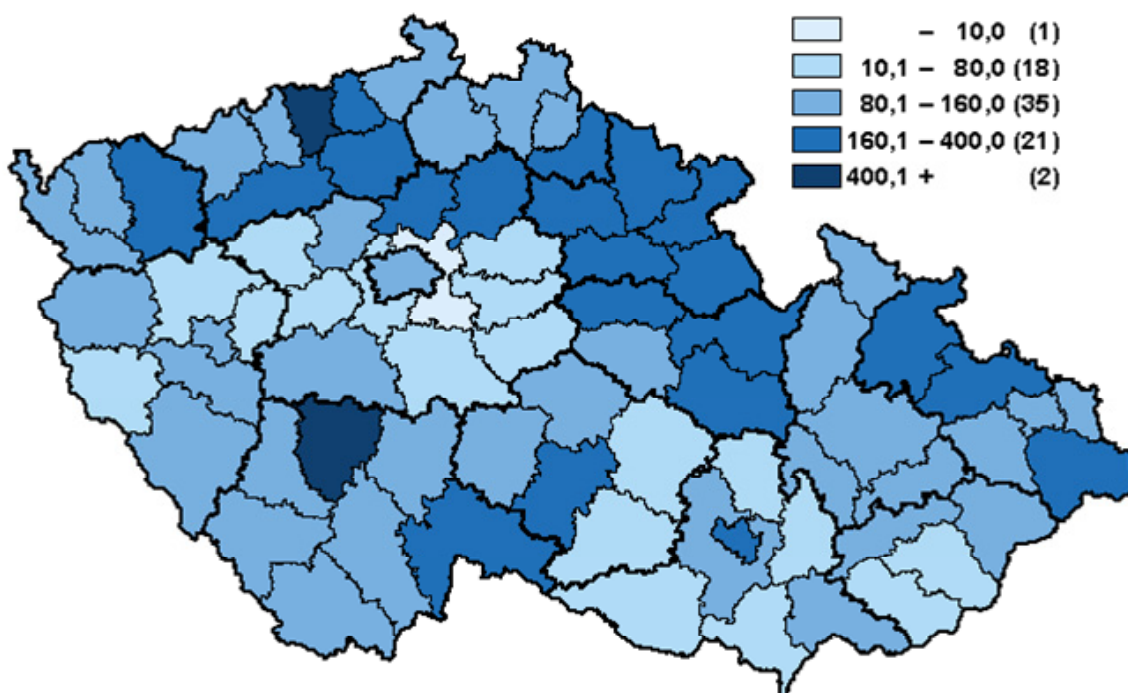 – 10,0 (1)
10,1 – 80,0 (18)
80,1 – 160,0 (35)
160,1 – 400,0 (21)
400,1 + (2)